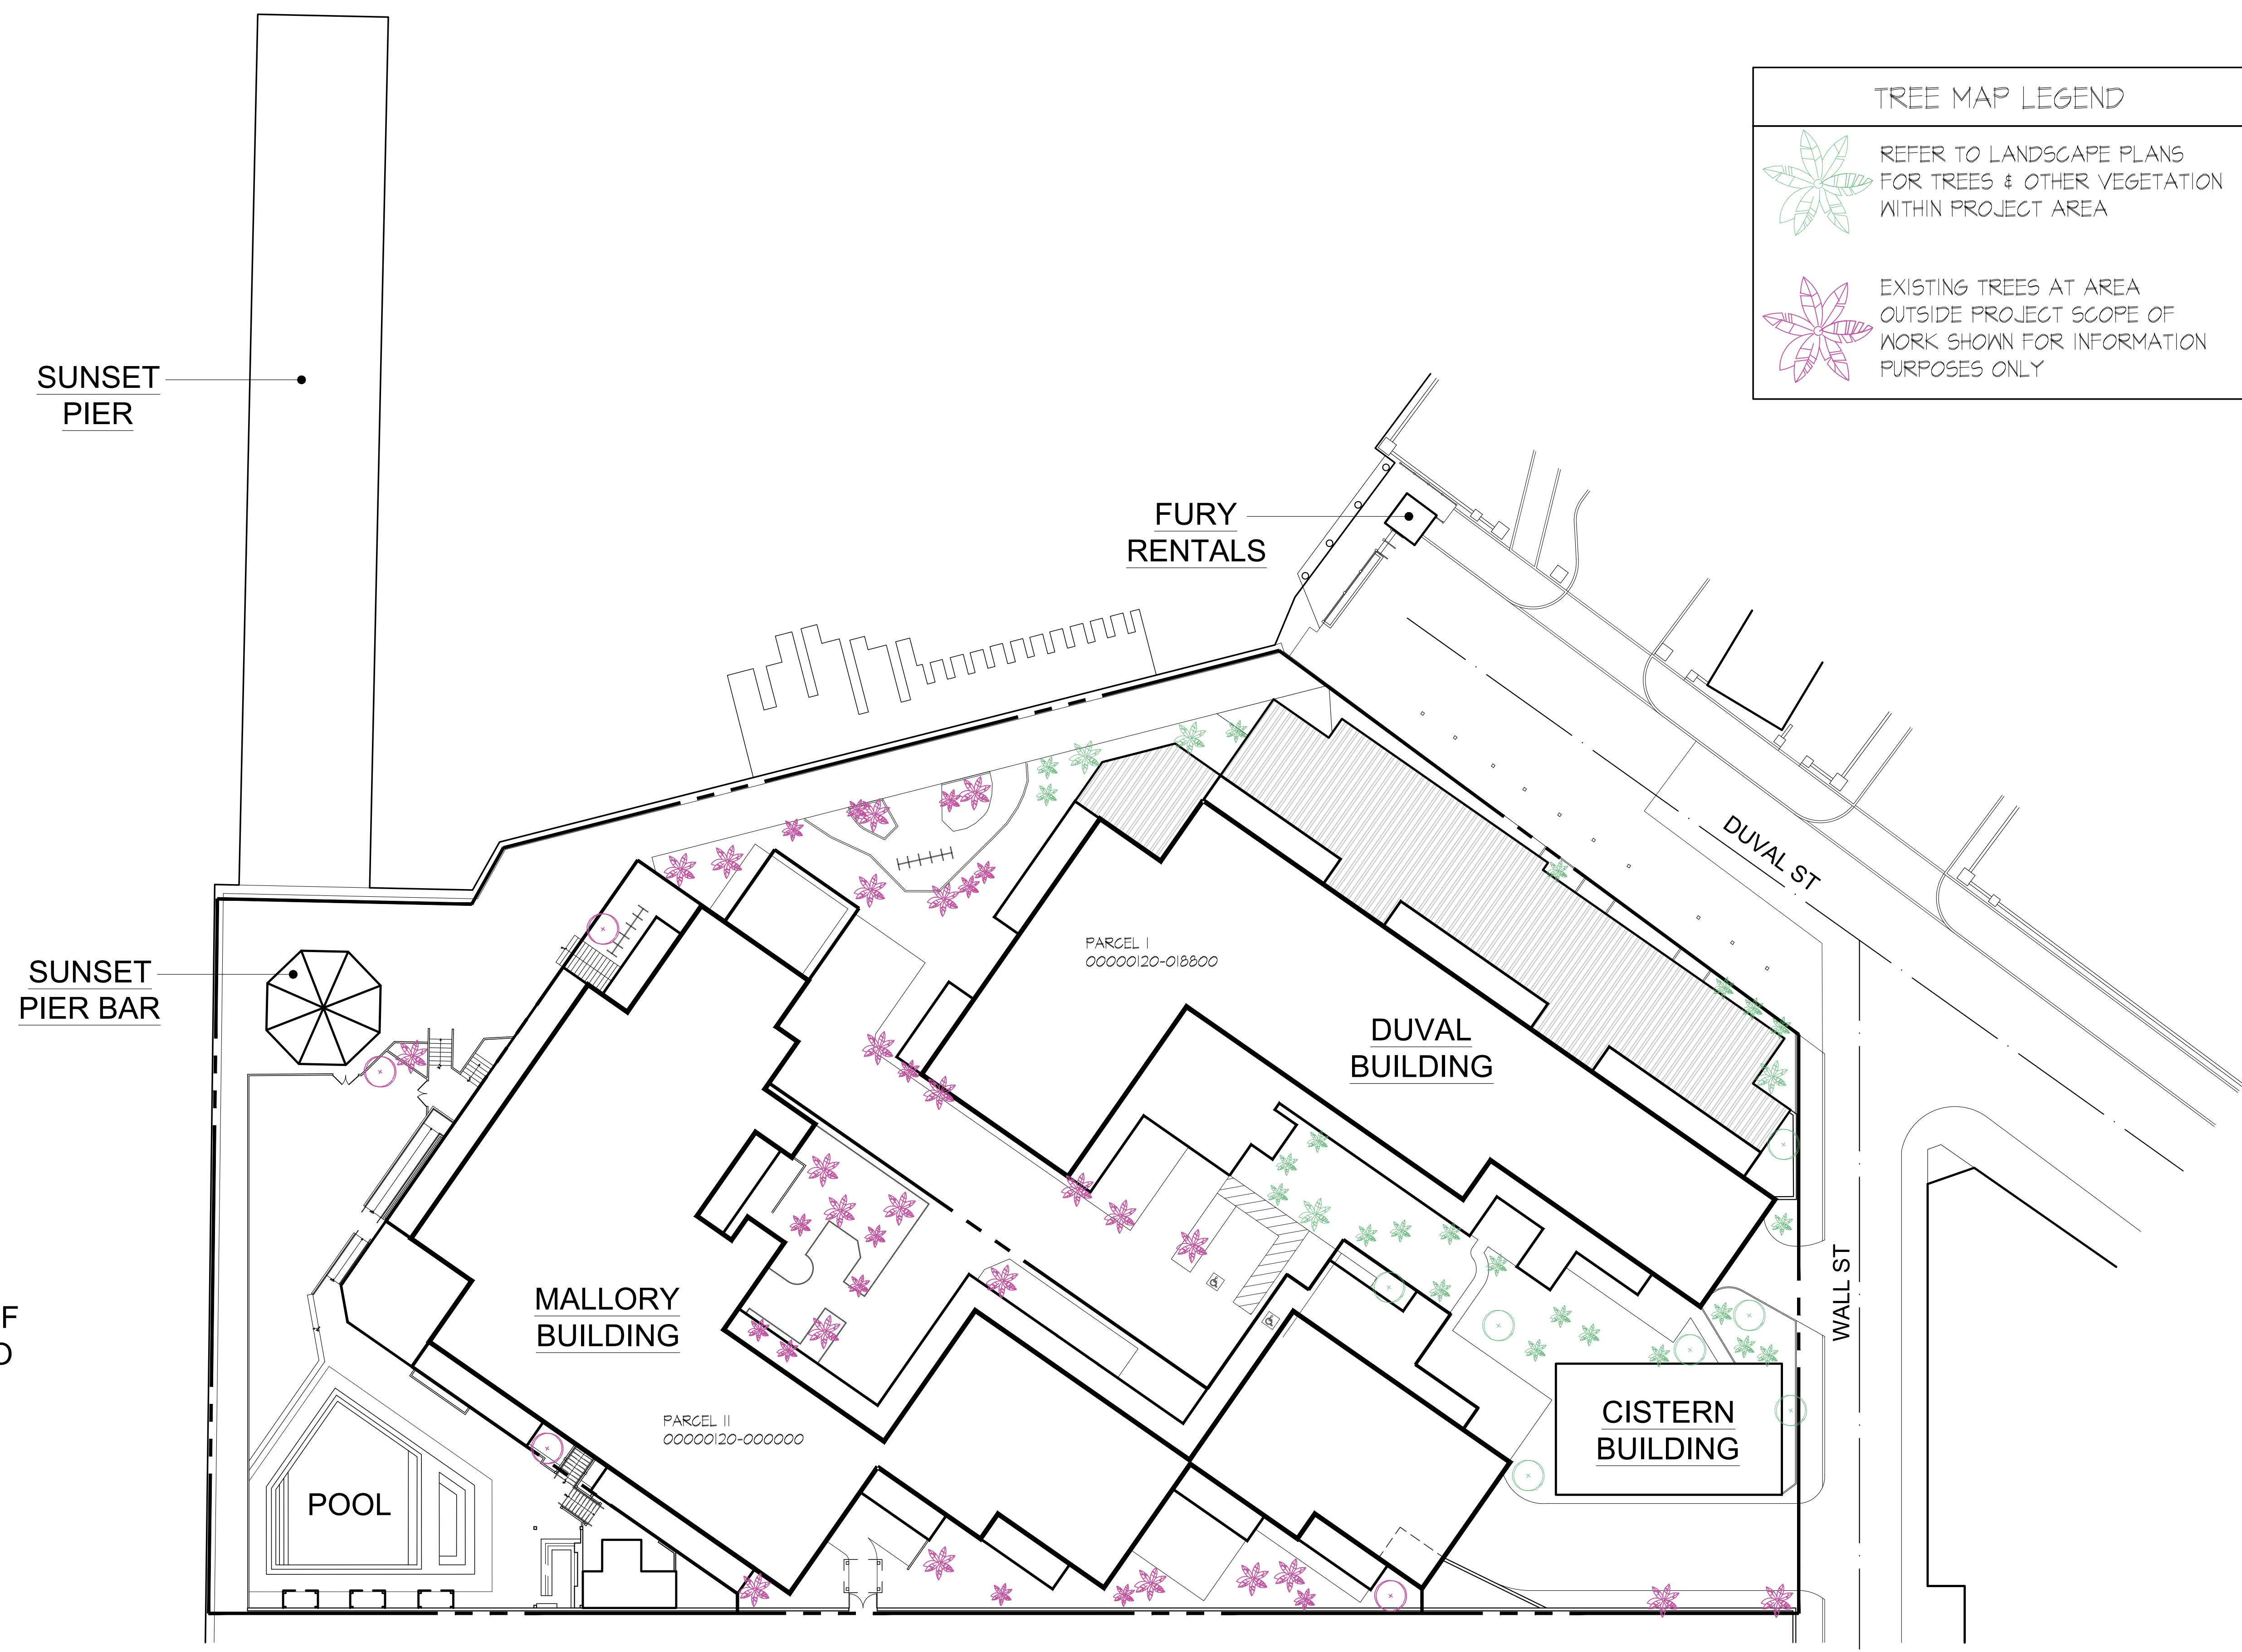 TREE MAP LEGEND
REFER TO LANDSCAPE PLANS
FOR TREES & OTHER VEGETATION
WITHIN PROJECT AREA
EXISTING TREES AT AREA
OUTSIDE PROJECT SCOPE OF
WORK SHOWN FOR INFORMATION
PURPOSES ONLY
SUNSET
PIER
FURY
RENTALS
DUVAL ST
PARCEL I
00000120-018800
SUNSET
PIER BAR
DUVAL
BUILDING
WALL ST
MALLORY
BUILDING
F
O
PARCEL II
00000120-000000
CISTERN
BUILDING
POOL